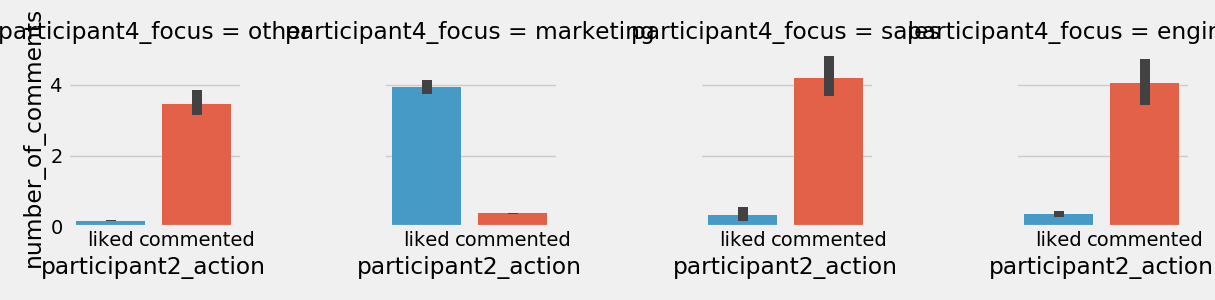 participant4_focus = other
participant4_focus = marketing
participant4_focus = sales
participant4_focus =
number_of_comments
4
2
0
liked commented
liked commented
liked commented
liked commented
participant2_action
participant2_action
participant2_action
participant2_action